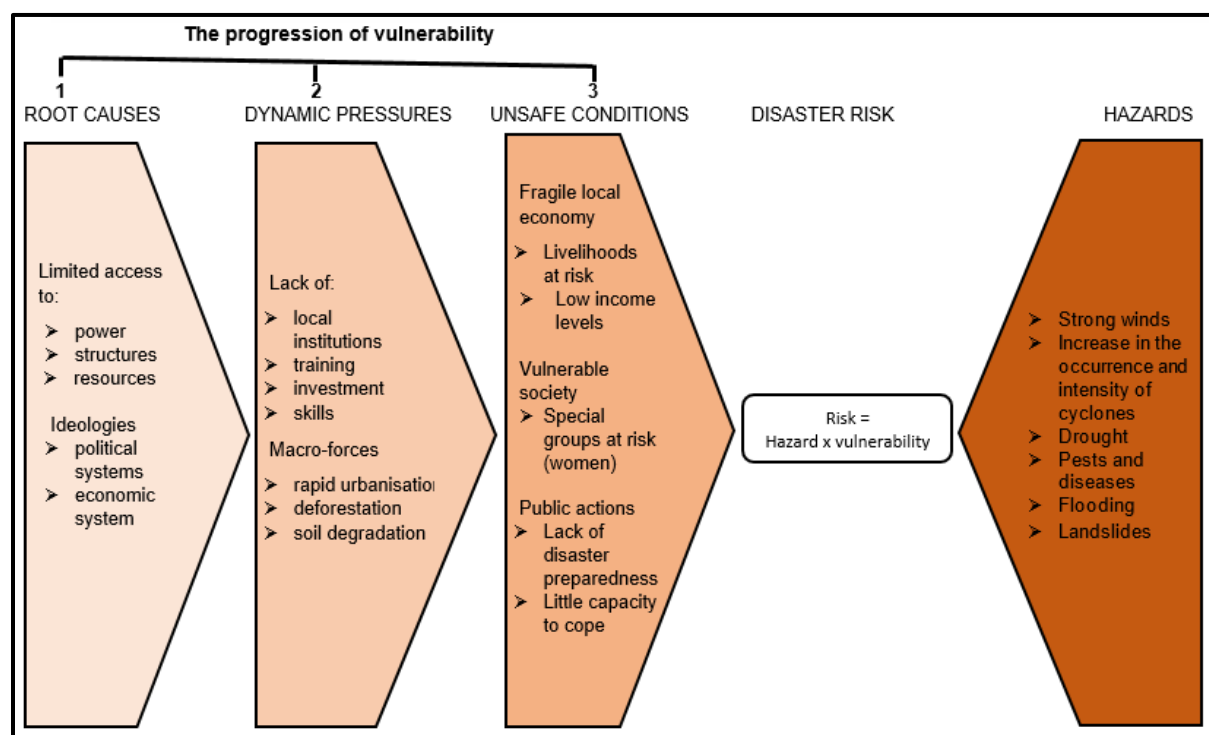 The progression of vulnerability
1
2
3
ROOT CAUSES
DYNAMIC PRESSURES
UNSAFE CONDITIONS
DISASTER RISK
HAZARDS
Limited access
to:
➢ power
➢ structures
➢ resources
Ideologies
➢ political
systems
➢ economic
system
Lack of:
➢ local
institutions
➢ training
➢ investment
➢ skills
Macro-forces
➢ rapid urbanisation
➢ deforestation
➢ soil degradation
Fragile local
economy
➢ Livelihoods
at risk
➢ Low income
levels
Vulnerable
society
➢ Special
groups at risk
(women)
Public actions
➢ Lack of
disaster
preparedness
➢ Little capacity
to cope
Risk =
Hazard x vulnerability
➢ Strong winds
➢ Increase in the
occurrence and
intensity of
cyclones
➢ Drought
➢ Pests and
diseases
➢ Flooding
➢ Landslides